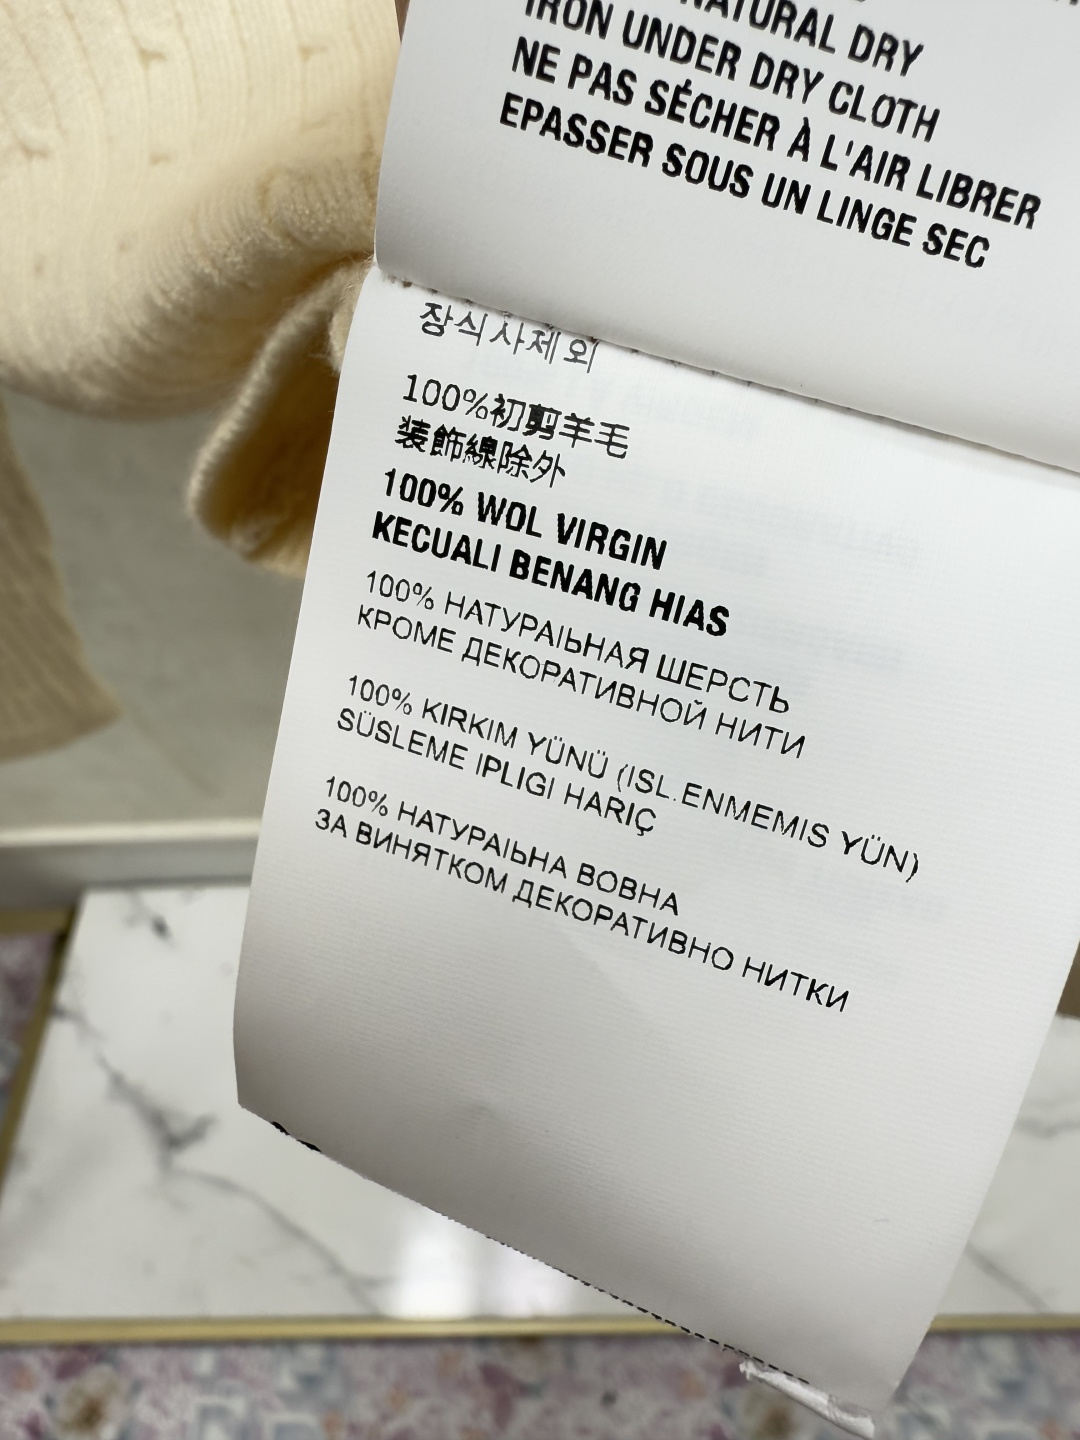 NATURAL DRY
IRON UNDER DRY CLOTH
NE PAS SÉCHER À L'AIR LIBRER
EPASSER SOUS UN LINGE SEC
장식사제외
100%初剪羊毛
装飾線除外
100% WOL VIRGIN
KECUALI BENANG HIAS
100% НАТУРАІЬНАЯ ШЕРСТЬ
КРОМЕ ДЕКОРАТИВНОЙ НИТИ
100% KIRKIM YÜNÜ (ISL.ENMEMIS YÜN)
SÜSLEME IPLIGI HARIÇ
100% НАТУРАІЬНА ВОВНА
ЗА ВИНЯТКОМ ДЕКОРАТИВНО НИТКИ